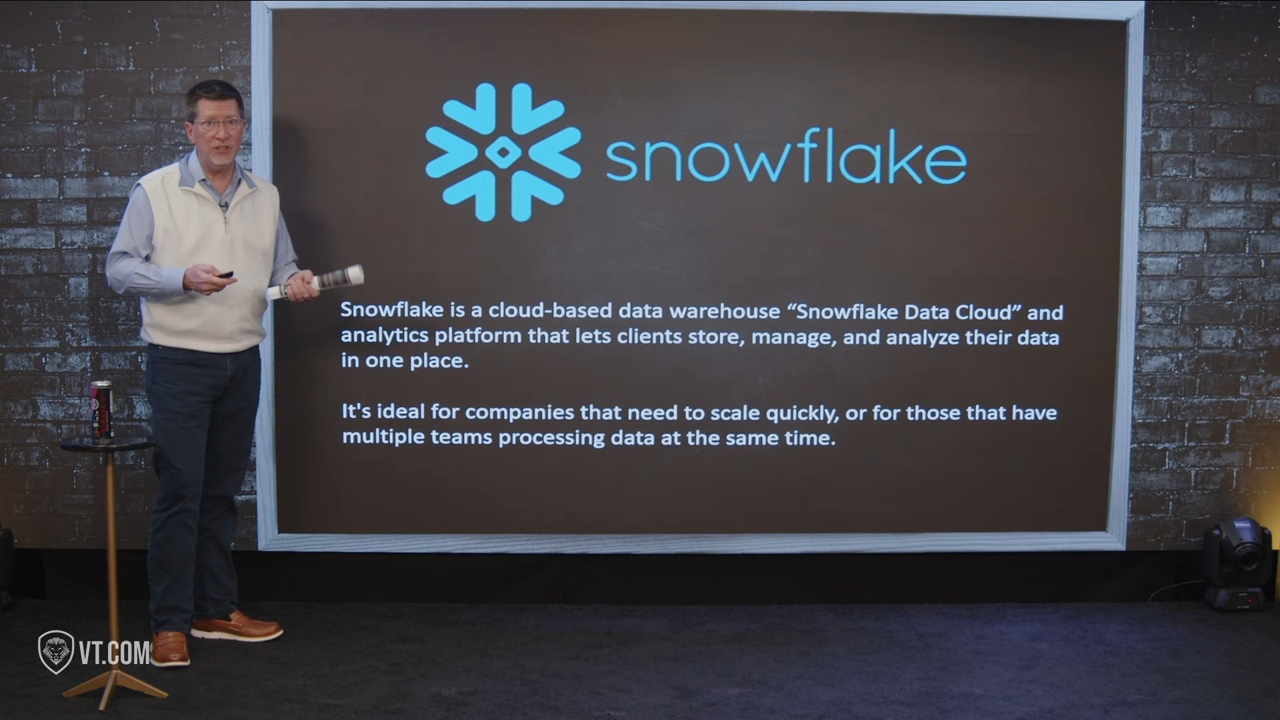 snowflake
Snowflake is a cloud-based data warehouse “Snowflake Data Cloud” and
analytics platform that lets clients store, manage, and analyze their data
in one place.
It's ideal for companies that need to scale quickly, or for those that have
multiple teams processing data at the same time.
VT.COM